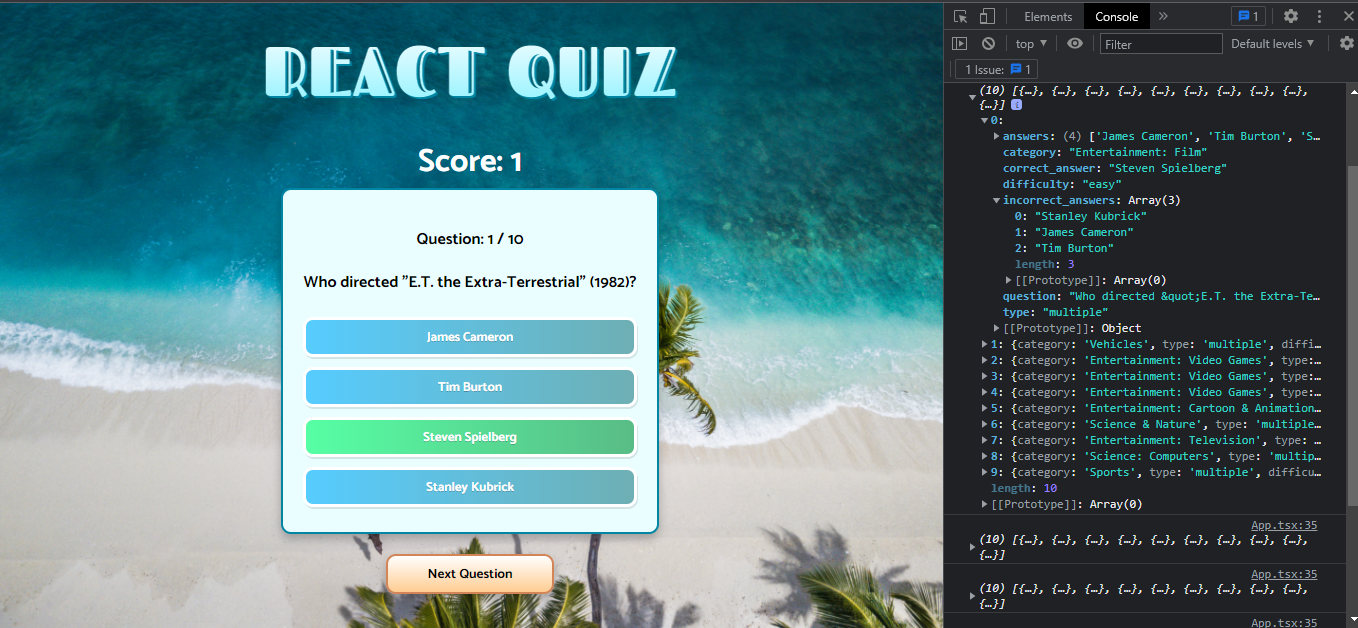 REACT QUIZ
Score: 1
Question: 1 / 10
Who directed "E.T. the Extra-Terrestrial" (1982)?
James Cameron
Tim Burton
Steven Spielberg
Stanley Kubrick
Next Question
Elements Console » 1
top ▼ Filter Default levels ▼
1 Issue: 1
(10) [{…}, {…}, {…}, {…}, {…}, {…}, {…}, {…}, {…},
{…}] i
▼0:
▶answers: (4) ['James Cameron', 'Tim Burton', 'S…
category: "Entertainment: Film"
correct_answer: "Steven Spielberg"
difficulty: "easy"
▼incorrect_answers: Array(3)
0: "Stanley Kubrick"
1: "James Cameron"
2: "Tim Burton"
length: 3
▶[[Prototype]]: Array(0)
question: "Who directed &quot;E.T. the Extra-Te…
type: "multiple"
▶[[Prototype]]: Object
▶1: {category: 'Vehicles', type: 'multiple', diffi…
▶2: {category: 'Entertainment: Video Games', type:…
▶3: {category: 'Entertainment: Video Games', type:…
▶4: {category: 'Entertainment: Video Games', type:…
▶5: {category: 'Entertainment: Cartoon & Animation…
▶6: {category: 'Science & Nature', type: 'multiple…
▶7: {category: 'Entertainment: Television', type: …
▶8: {category: 'Science: Computers', type: 'multip…
▶9: {category: 'Sports', type: 'multiple', difficu…
length: 10
▶[[Prototype]]: Array(0)
App.tsx:35
(10) [{…}, {…}, {…}, {…}, {…}, {…}, {…}, {…}, {…},
{…}]
App.tsx:35
(10) [{…}, {…}, {…}, {…}, {…}, {…}, {…}, {…}, {…},
{…}]
App.tsx:35